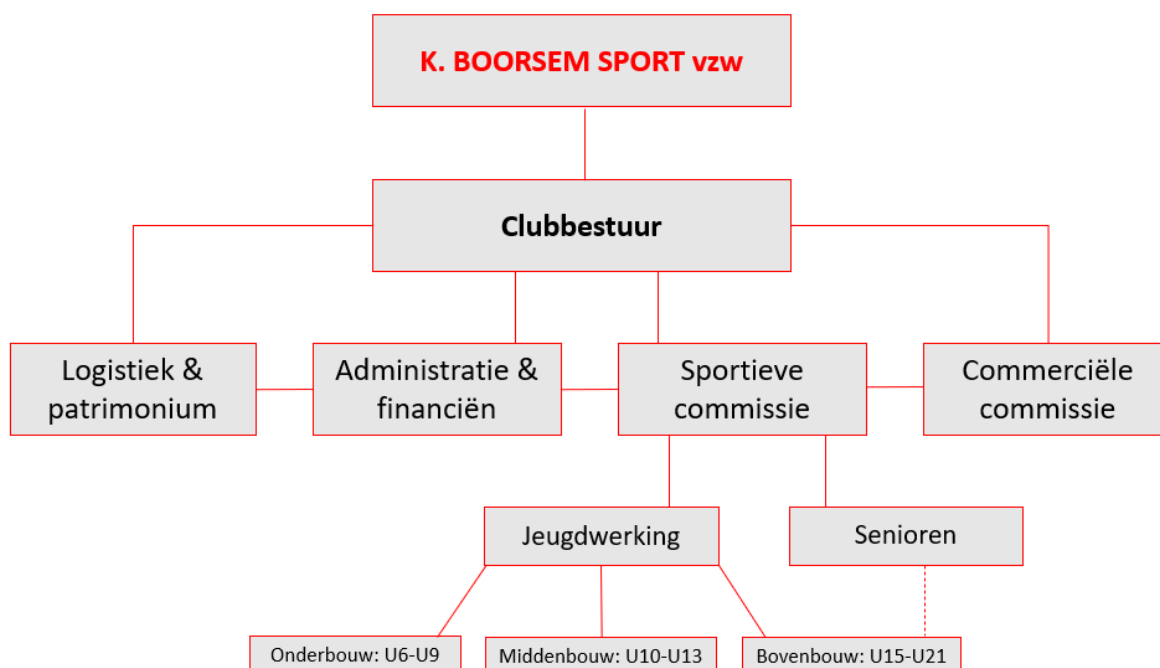 K. BOORSEM SPORT vzw
Clubbestuur
Logistiek &
patrimonium
Administratie &
financiën
Sportieve
commissie
Commerciële
commissie
Jeugdwerking
Senioren
Onderbouw: U6-U9
Middenbouw: U10-U13
Bovenbouw: U15-U21